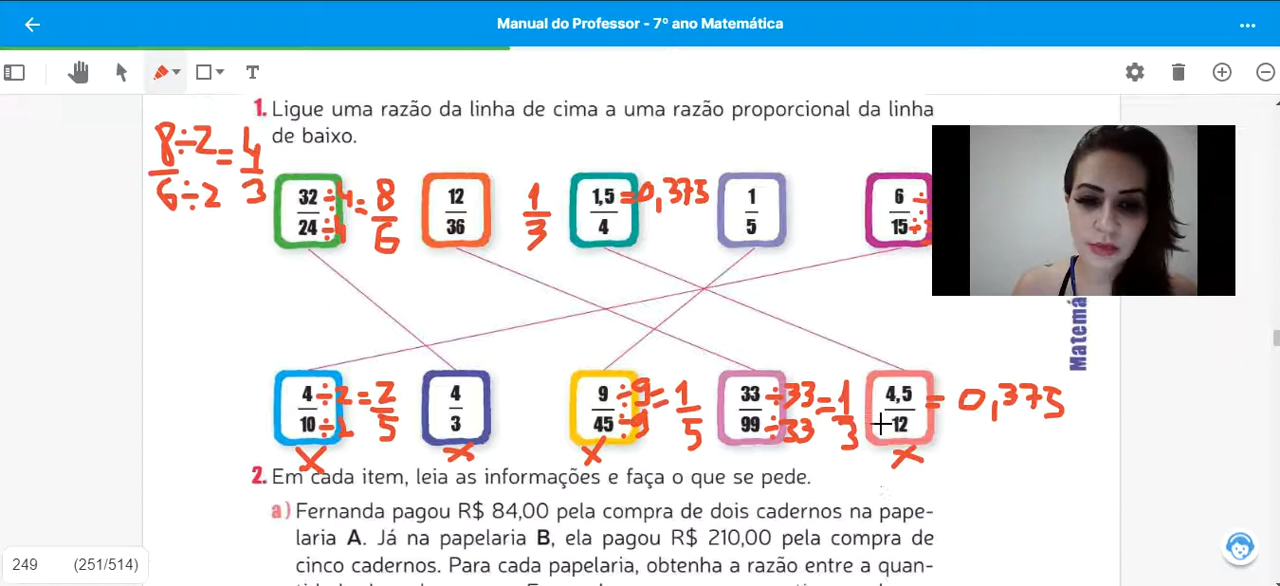 Manual do Professor - 7º ano Matemática
1. Ligue uma razão da linha de cima a uma razão proporcional da linha
de baixo.
8÷2 = 4
6÷2 3
32 ÷4 = 8
24 ÷4 6
12
36
1
3
1,5 = 0,375
4
1
5
6 ÷
15 ÷
Matemá
4 ÷2 = 2
10 ÷2 5
x
4
3
x
9 ÷9 = 1
45 ÷9 5
x
33 ÷33 = 1
99 ÷33 3
4,5 = 0,375
12
x
2. Em cada item, leia as informações e faça o que se pede.
a) Fernanda pagou R$ 84,00 pela compra de dois cadernos na pape-
laria A. Já na papelaria B, ela pagou R$ 210,00 pela compra de
cinco cadernos. Para cada papelaria, obtenha a razão entre a quan-
249 (251/514)